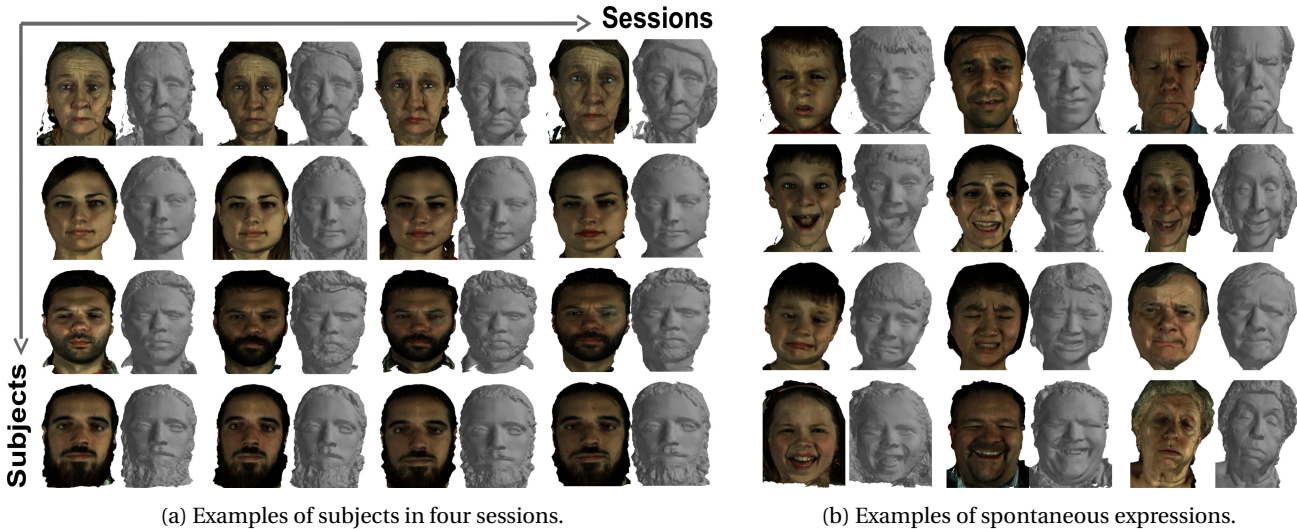 Sessions
Subjects
(a) Examples of subjects in four sessions.
(b) Examples of spontaneous expressions.